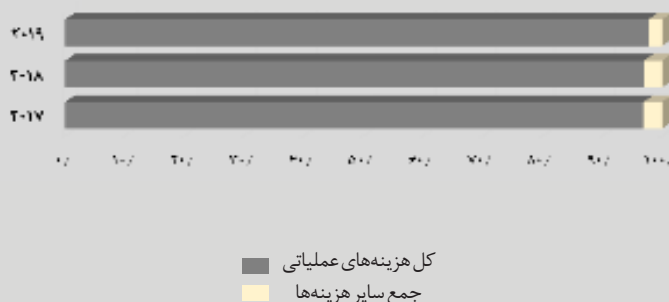 ۲۰۱۹
۲۰۱۸
۲۰۱۷
۰٪ ۱۰٪ ۲۰٪ ۳۰٪ ۴۰٪ ۵۰٪ ۶۰٪ ۷۰٪ ۸۰٪ ۹۰٪ ۱۰۰٪
کل هزینه‌های عملیاتی
جمع سایر هزینه‌ها